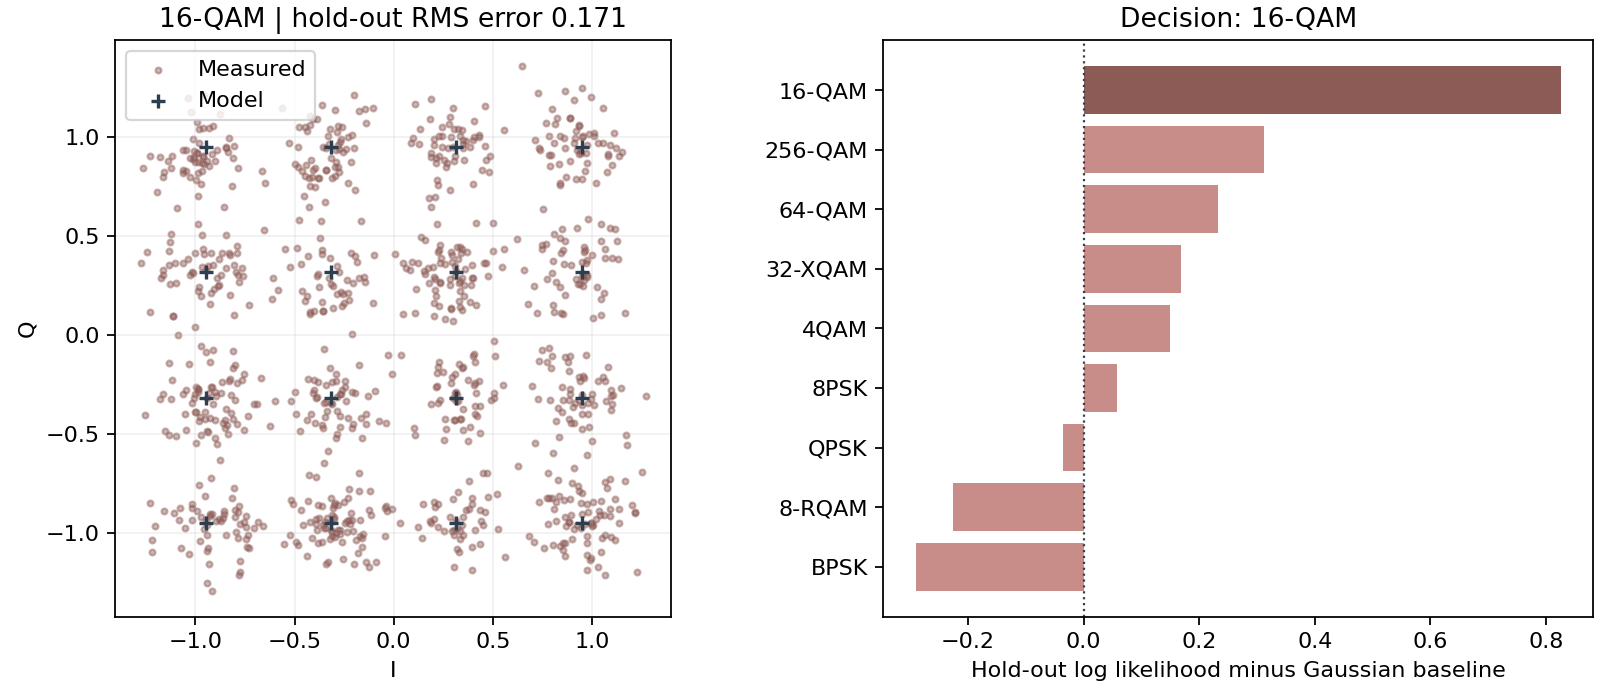 16-QAM | hold-out RMS error 0.171
Measured
Model
Q
1.0
0.5
0.0
−0.5
−1.0
−1.0
−0.5
0.0
0.5
1.0
I
Decision: 16-QAM
16-QAM
256-QAM
64-QAM
32-XQAM
4QAM
8PSK
QPSK
8-RQAM
BPSK
−0.2
0.0
0.2
0.4
0.6
0.8
Hold-out log likelihood minus Gaussian baseline